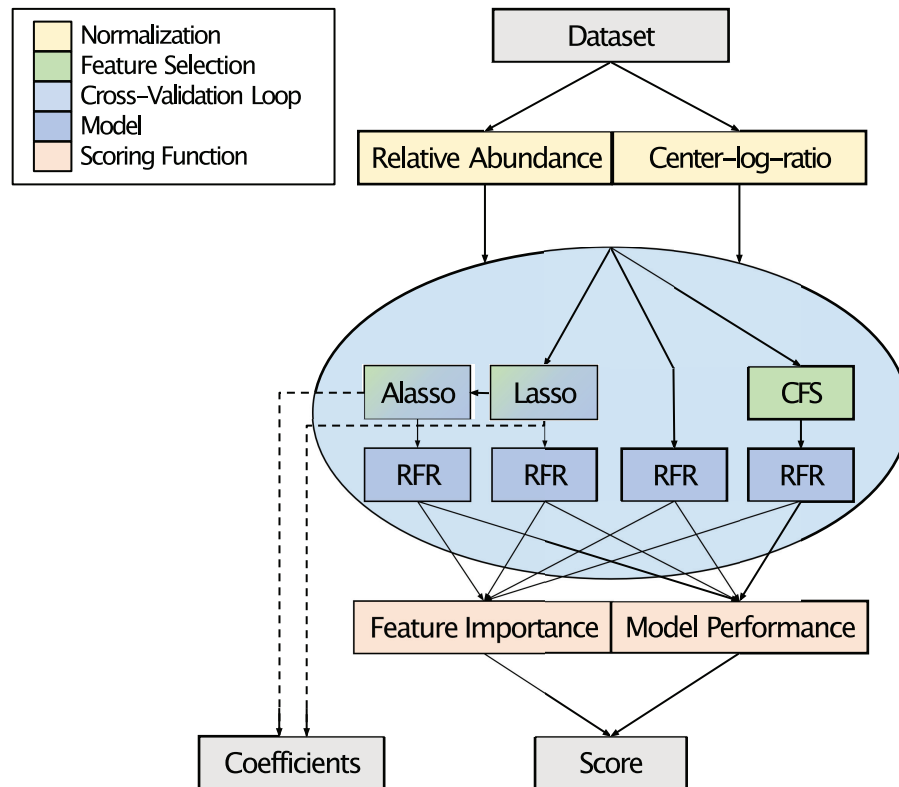 Normalization
Feature Selection
Cross-Validation Loop
Model
Scoring Function
Dataset
Relative Abundance
Center-log-ratio
Alasso
Lasso
CFS
RFR
RFR
RFR
RFR
Feature Importance
Model Performance
Coefficients
Score